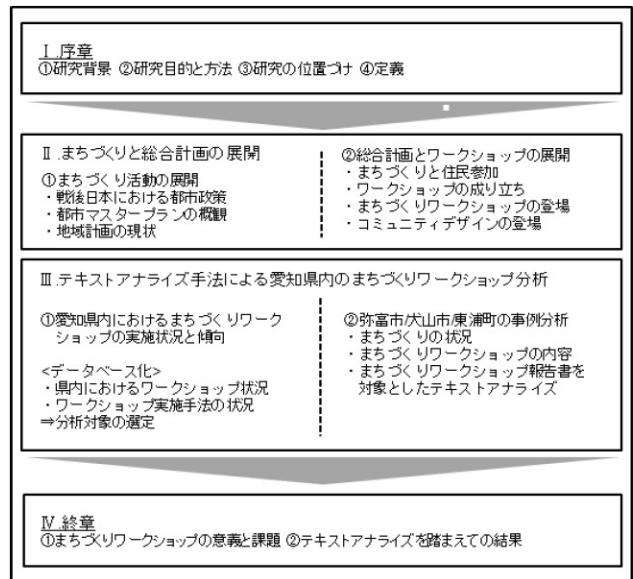 Ⅰ.序章
①研究背景 ②研究目的と方法 ③研究の位置づけ ④定義
Ⅱ.まちづくりと総合計画の展開
①まちづくり活動の展開
・戦後日本における都市政策
・都市マスタープランの概観
・地域計画の現状
②総合計画とワークショップの展開
・まちづくりと住民参加
・ワークショップの成り立ち
・まちづくりワークショップの登場
・コミュニティデザインの登場
Ⅲ.テキストアナライズ手法による愛知県内のまちづくりワークショップ分析
①愛知県内におけるまちづくりワーク
ショップの実施状況と傾向
<データベース化>
・県内におけるワークショップ状況
・ワークショップ実施手法の状況
⇒分析対象の選定
②弥富市/犬山市/東浦町の事例分析
・まちづくりの状況
・まちづくりワークショップの内容
・まちづくりワークショップ報告書を
対象としたテキストアナライズ
Ⅳ.終章
①まちづくりワークショップの意義と課題 ②テキストアナライズを踏まえての結果